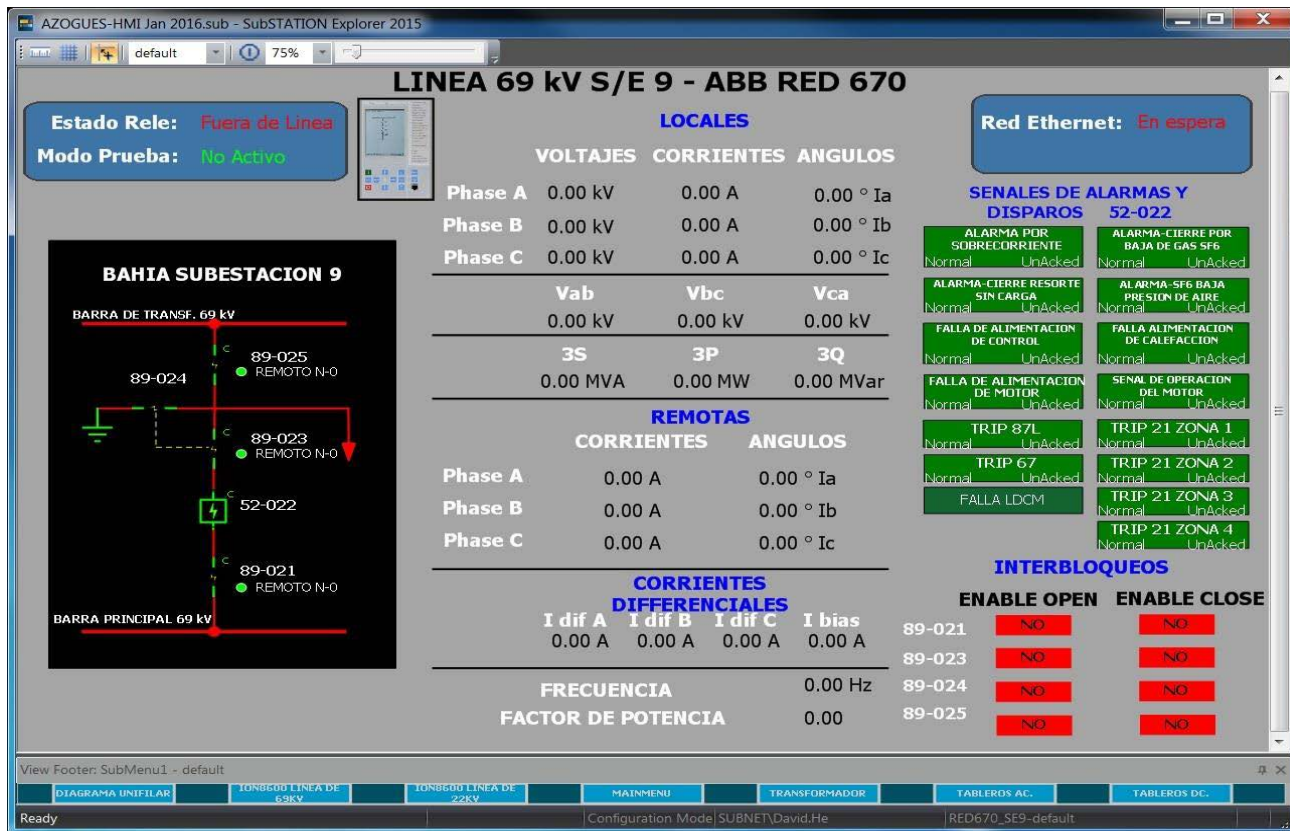 AZOGUES-HMI Jan 2016.sub - SubSTATION Explorer 2015
default
75%
LINEA 69 kV S/E 9 - ABB RED 670
Estado Rele: Fuera de Linea
Modo Prueba: No Activo
Red Ethernet: En espera
LOCALES
VOLTAJES CORRIENTES ANGULOS
Phase A 0.00 kV 0.00 A 0.00 ° Ia
Phase B 0.00 kV 0.00 A 0.00 ° Ib
Phase C 0.00 kV 0.00 A 0.00 ° Ic
Vab Vbc Vca
0.00 kV 0.00 kV 0.00 kV
3S 3P 3Q
0.00 MVA 0.00 MW 0.00 MVar
REMOTAS
CORRIENTES ANGULOS
Phase A 0.00 A 0.00 ° Ia
Phase B 0.00 A 0.00 ° Ib
Phase C 0.00 A 0.00 ° Ic
CORRIENTES
DIFFERENCIALES
I dif A I dif B I dif C I bias
0.00 A 0.00 A 0.00 A 0.00 A
FRECUENCIA 0.00 Hz
FACTOR DE POTENCIA 0.00
BAHIA SUBESTACION 9
BARRA DE TRANSF. 69 kV
C
89-025
REMOTO N-0
89-024
C
89-023
REMOTO N-0
C
52-022
C
89-021
REMOTO N-0
BARRA PRINCIPAL 69 kV
SENALES DE ALARMAS Y
DISPAROS 52-022
ALARMA POR
SOBRECORRIENTE
Normal UnAcked
ALARMA-CIERRE POR
BAJA DE GAS SF6
Normal UnAcked
ALARMA-CIERRE RESORTE
SIN CARGA
Normal UnAcked
ALARMA-SF6 BAJA
PRESION DE AIRE
Normal UnAcked
FALLA DE ALIMENTACION
DE CONTROL
Normal UnAcked
FALLA ALIMENTACION
DE CALEFACCION
Normal UnAcked
FALLA DE ALIMENTACION
DE MOTOR
Normal UnAcked
SENAL DE OPERACION
DEL MOTOR
Normal UnAcked
TRIP 87L
Normal UnAcked
TRIP 21 ZONA 1
Normal UnAcked
TRIP 67
Normal UnAcked
TRIP 21 ZONA 2
Normal UnAcked
FALLA LDCM
TRIP 21 ZONA 3
Normal UnAcked
TRIP 21 ZONA 4
Normal UnAcked
INTERBLOQUEOS
ENABLE OPEN ENABLE CLOSE
89-021 NO NO
89-023 NO NO
89-024 NO NO
89-025 NO NO
View Footer: SubMenu1 - default
DIAGRAMA UNIFILAR
ION8600 LINEA DE
69KV
ION8600 LINEA DE
22KV
MAINMENU
TRANSFORMADOR
TABLEROS AC.
TABLEROS DC.
Ready
Configuration Mode
SUBNET\David.He
RED670_SE9-default